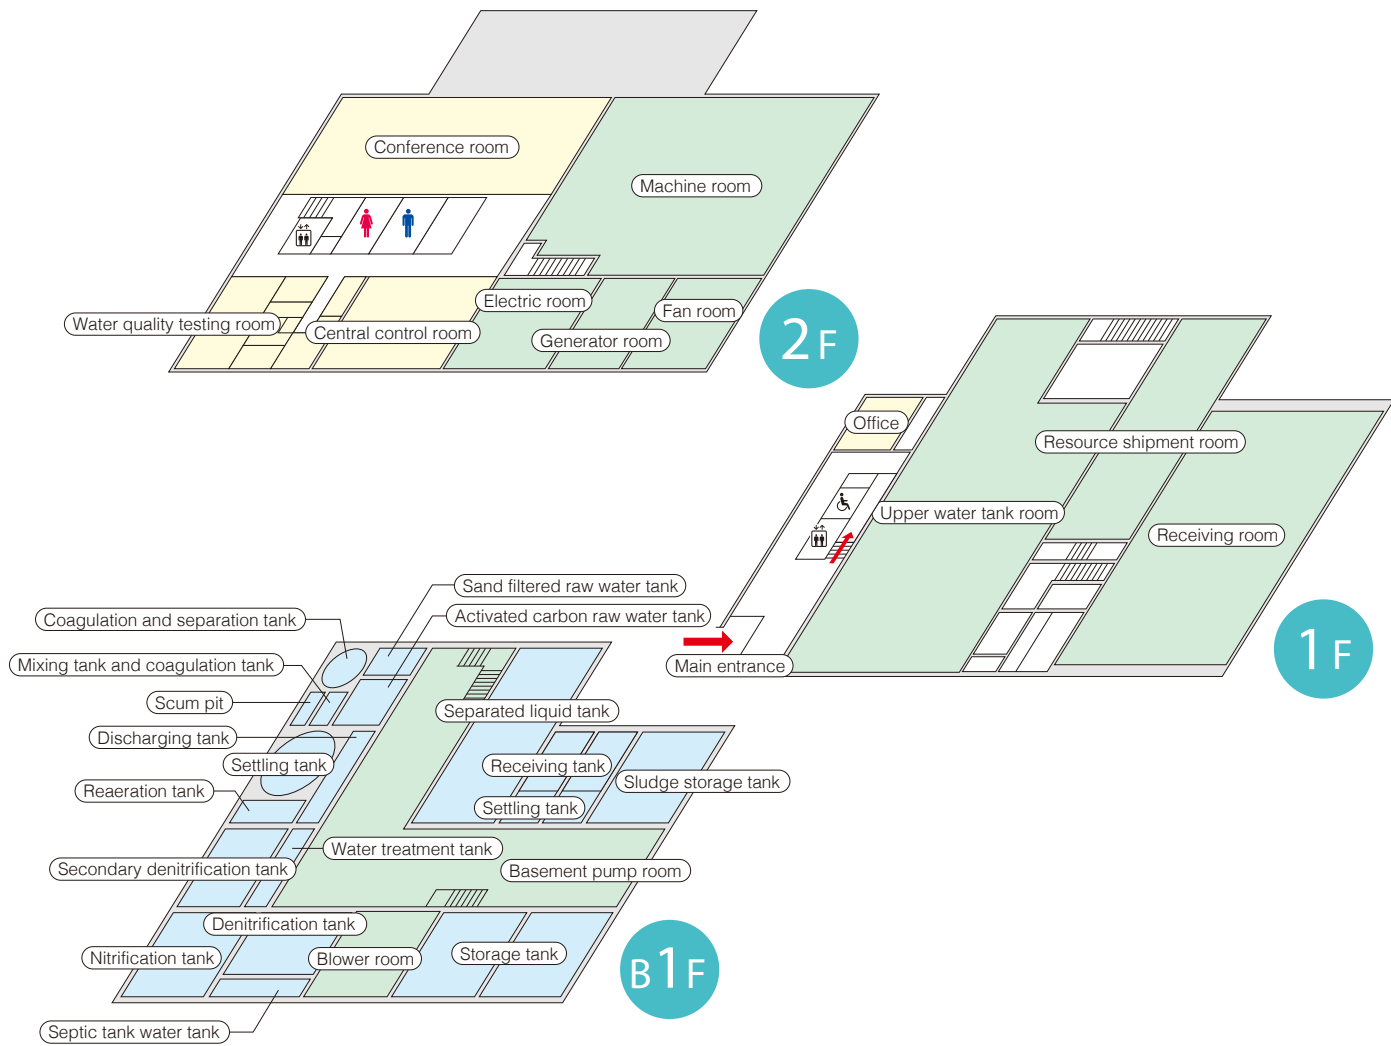 Conference room
Machine room
Electric room
Fan room
Water quality testing room
Central control room
Generator room
2F
Office
Resource shipment room
Upper water tank room
Receiving room
Main entrance
1F
Sand filtered raw water tank
Coagulation and separation tank
Activated carbon raw water tank
Mixing tank and coagulation tank
Scum pit
Separated liquid tank
Discharging tank
Settling tank
Receiving tank
Sludge storage tank
Reaeration tank
Settling tank
Water treatment tank
Secondary denitrification tank
Basement pump room
Denitrification tank
Nitrification tank
Blower room
Storage tank
B1F
Septic tank water tank